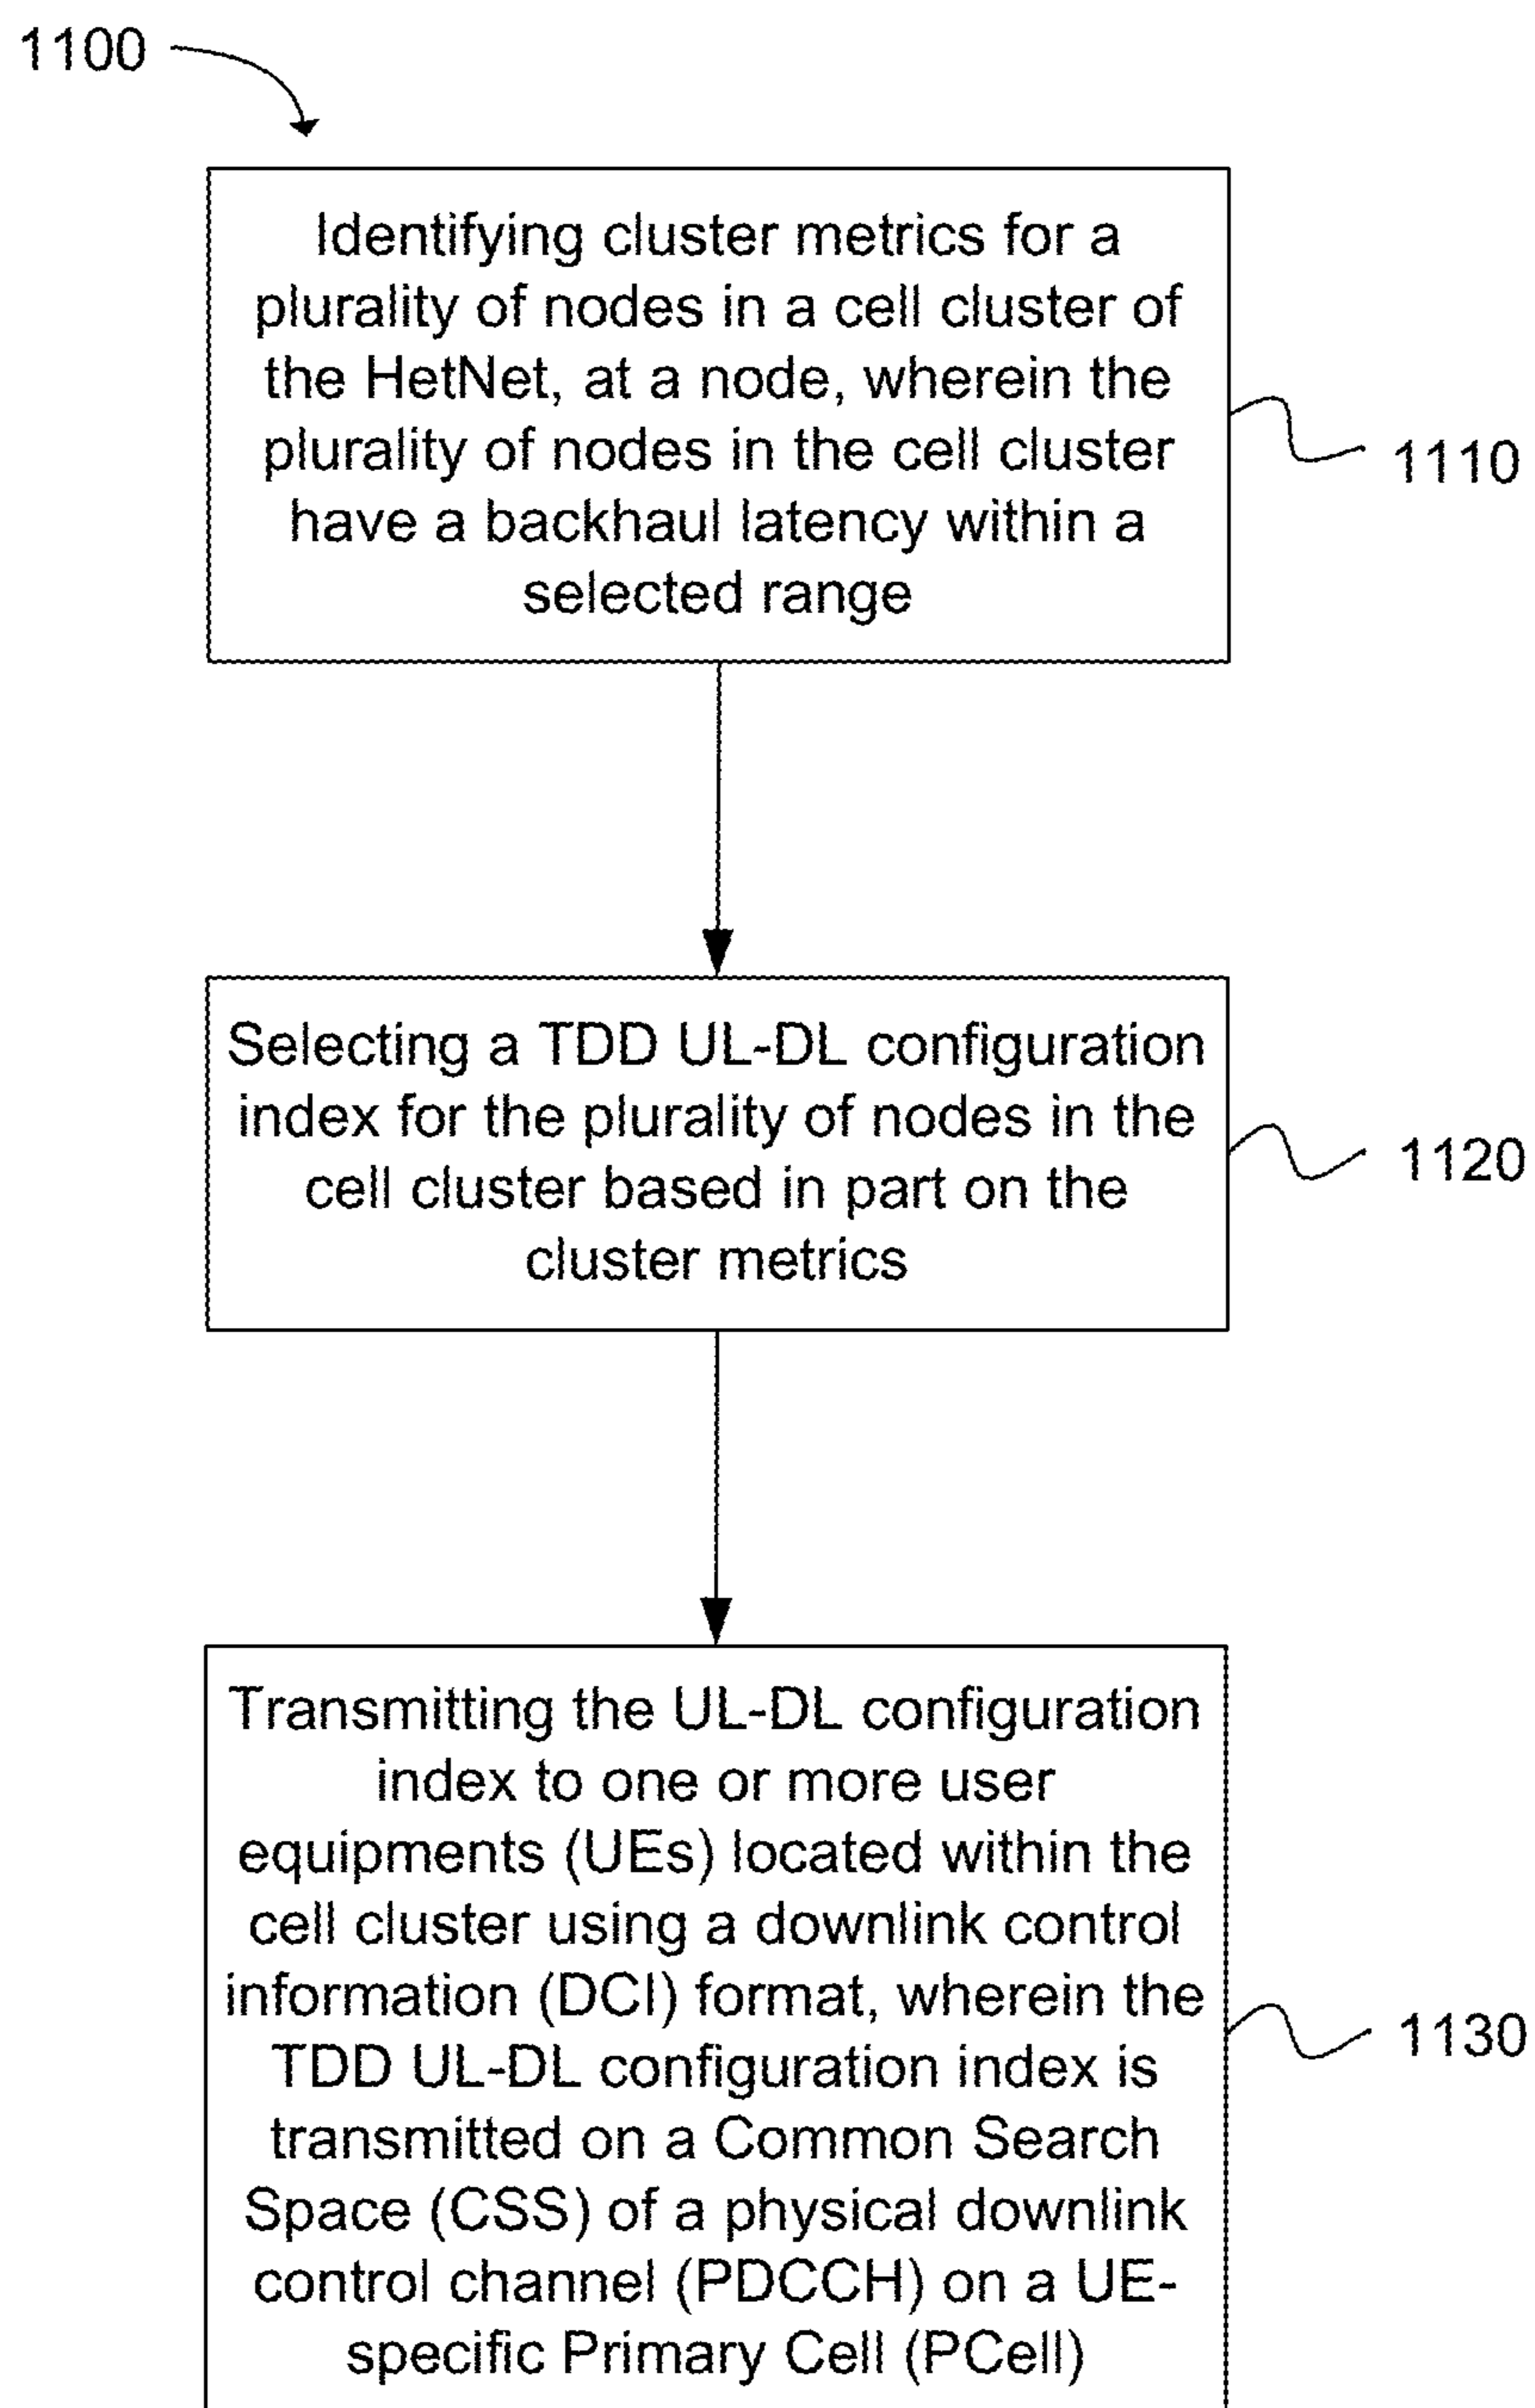 1100
Identifying cluster metrics for a
plurality of nodes in a cell cluster of
the HetNet, at a node, wherein the
plurality of nodes in the cell cluster
have a backhaul latency within a
selected range
1110
Selecting a TDD UL-DL configuration
index for the plurality of nodes in the
cell cluster based in part on the
cluster metrics
1120
Transmitting the UL-DL configuration
index to one or more user
equipments (UEs) located within the
cell cluster using a downlink control
information (DCI) format, wherein the
TDD UL-DL configuration index is
transmitted on a Common Search
Space (CSS) of a physical downlink
control channel (PDCCH) on a UE-
specific Primary Cell (PCell)
1130